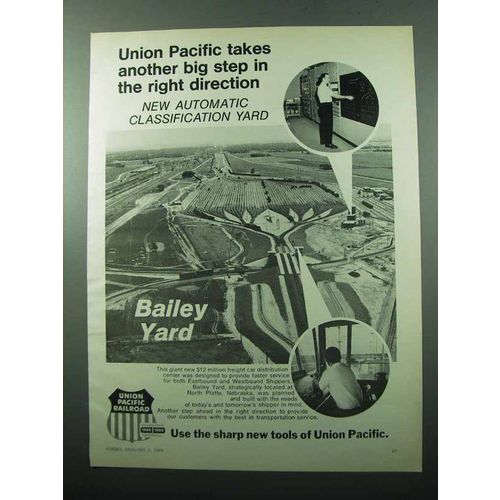 Union Pacific takes
another big step in
the right direction
NEW AUTOMATIC
CLASSIFICATION YARD
Bailey
Yard
This giant new $12 million freight car distribution
center was designed to provide faster service
for both Eastbound and Westbound Shippers.
Bailey Yard, strategically located at
North Platte, Nebraska, was planned
and built with the needs
of today's and tomorrow's shipper in mind.
Another step ahead in the right direction to provide
our customers with the best in transportation service.
UNION
PACIFIC
RAILROAD
Use the sharp new tools of Union Pacific.